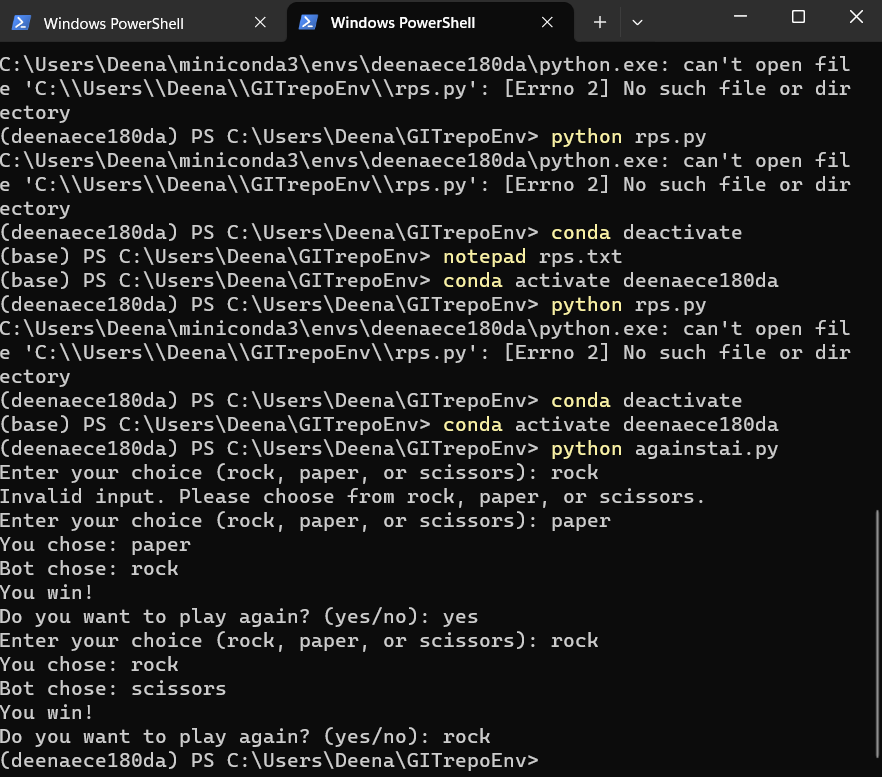 Windows PowerShell
Windows PowerShell
C:\Users\Deena\miniconda3\envs\deenaece180da\python.exe: can't open fil
e 'C:\\Users\\Deena\\GITrepoEnv\\rps.py': [Errno 2] No such file or dir
ectory
(deenaece180da) PS C:\Users\Deena\GITrepoEnv> python rps.py
C:\Users\Deena\miniconda3\envs\deenaece180da\python.exe: can't open fil
e 'C:\\Users\\Deena\\GITrepoEnv\\rps.py': [Errno 2] No such file or dir
ectory
(deenaece180da) PS C:\Users\Deena\GITrepoEnv> conda deactivate
(base) PS C:\Users\Deena\GITrepoEnv> notepad rps.txt
(base) PS C:\Users\Deena\GITrepoEnv> conda activate deenaece180da
(deenaece180da) PS C:\Users\Deena\GITrepoEnv> python rps.py
C:\Users\Deena\miniconda3\envs\deenaece180da\python.exe: can't open fil
e 'C:\\Users\\Deena\\GITrepoEnv\\rps.py': [Errno 2] No such file or dir
ectory
(deenaece180da) PS C:\Users\Deena\GITrepoEnv> conda deactivate
(base) PS C:\Users\Deena\GITrepoEnv> conda activate deenaece180da
(deenaece180da) PS C:\Users\Deena\GITrepoEnv> python againstai.py
Enter your choice (rock, paper, or scissors): rock
Invalid input. Please choose from rock, paper, or scissors.
Enter your choice (rock, paper, or scissors): paper
You chose: paper
Bot chose: rock
You win!
Do you want to play again? (yes/no): yes
Enter your choice (rock, paper, or scissors): rock
You chose: rock
Bot chose: scissors
You win!
Do you want to play again? (yes/no): rock
(deenaece180da) PS C:\Users\Deena\GITrepoEnv>